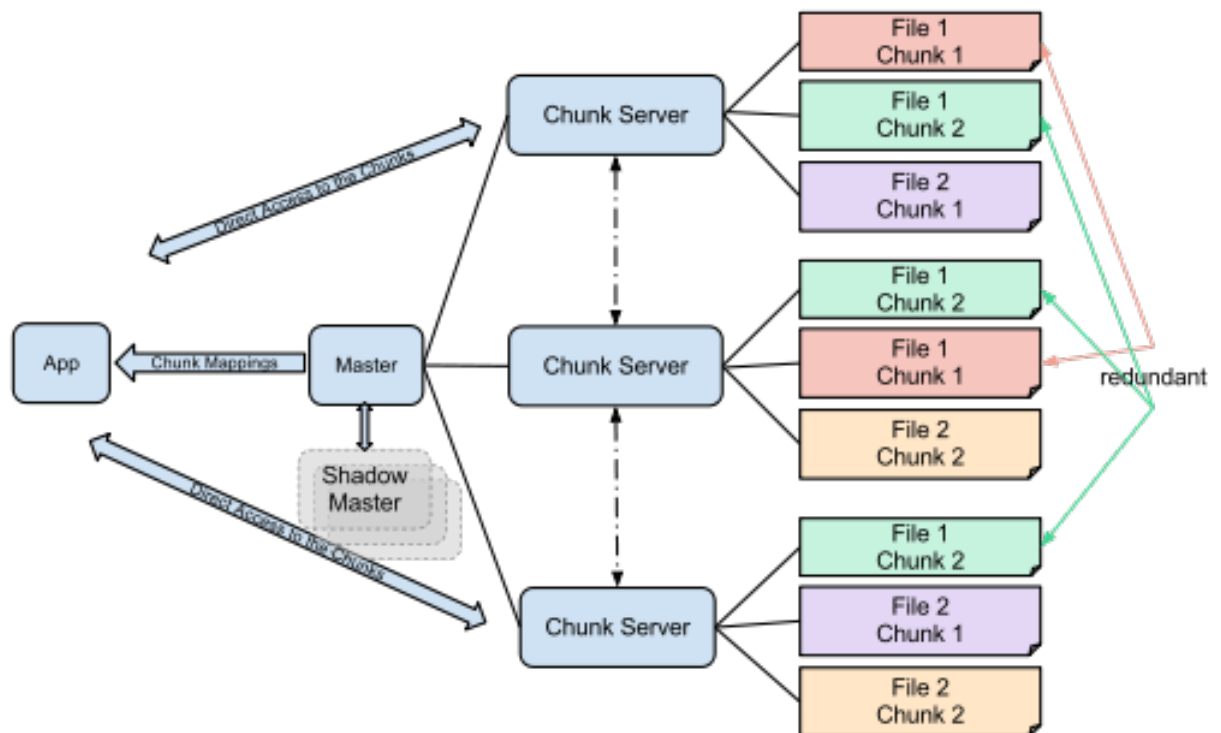 File 1
Chunk 1
Chunk Server
File 1
Chunk 2
File 2
Chunk 1
Direct Access to the Chunks
File 1
Chunk 2
App
Chunk Mappings
Master
Chunk Server
File 1
Chunk 1
redundant
File 2
Chunk 2
Shadow
Master
Direct Access to the Chunks
File 1
Chunk 2
Chunk Server
File 2
Chunk 1
File 2
Chunk 2